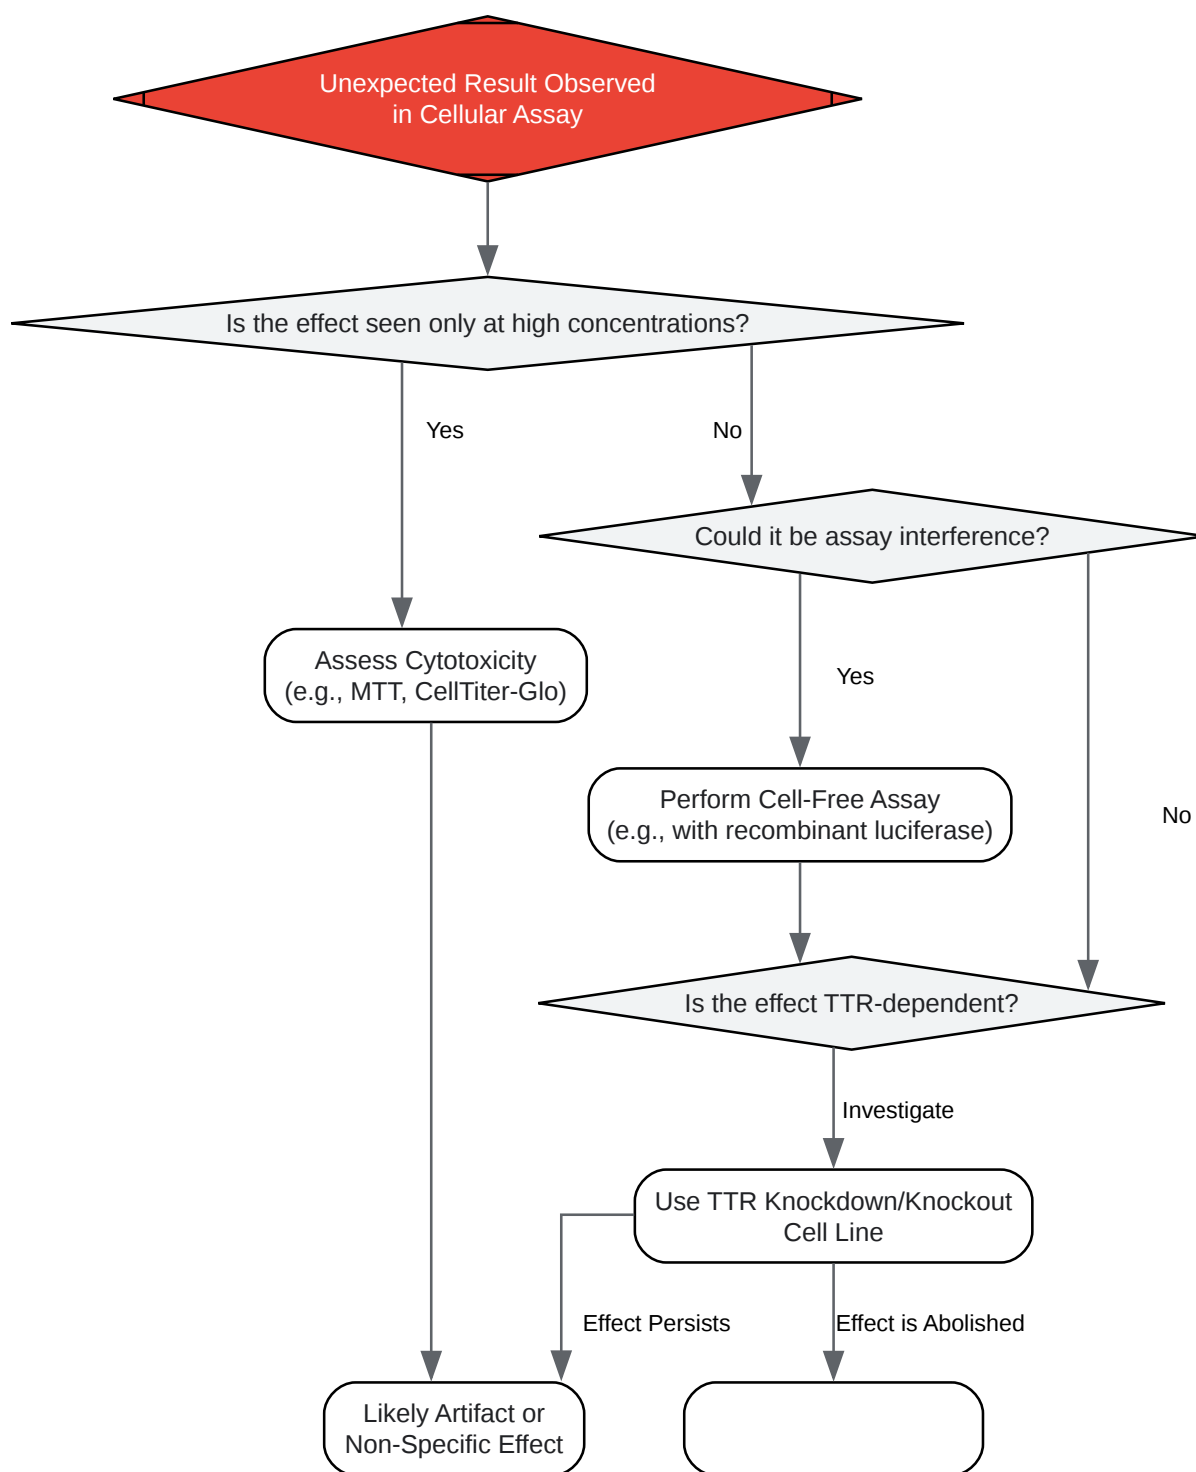 Unexpected Result Observed
in Cellular Assay
Is the effect seen only at high concentrations?
Yes
No
Could it be assay interference?
Assess Cytotoxicity
(e.g., MTT, CellTiter-Glo)
Yes
Perform Cell-Free Assay
(e.g., with recombinant luciferase)
No
Is the effect TTR-dependent?
Investigate
Use TTR Knockdown/Knockout
Cell Line
Effect Persists
Effect is Abolished
Likely Artifact or
Non-Specific Effect